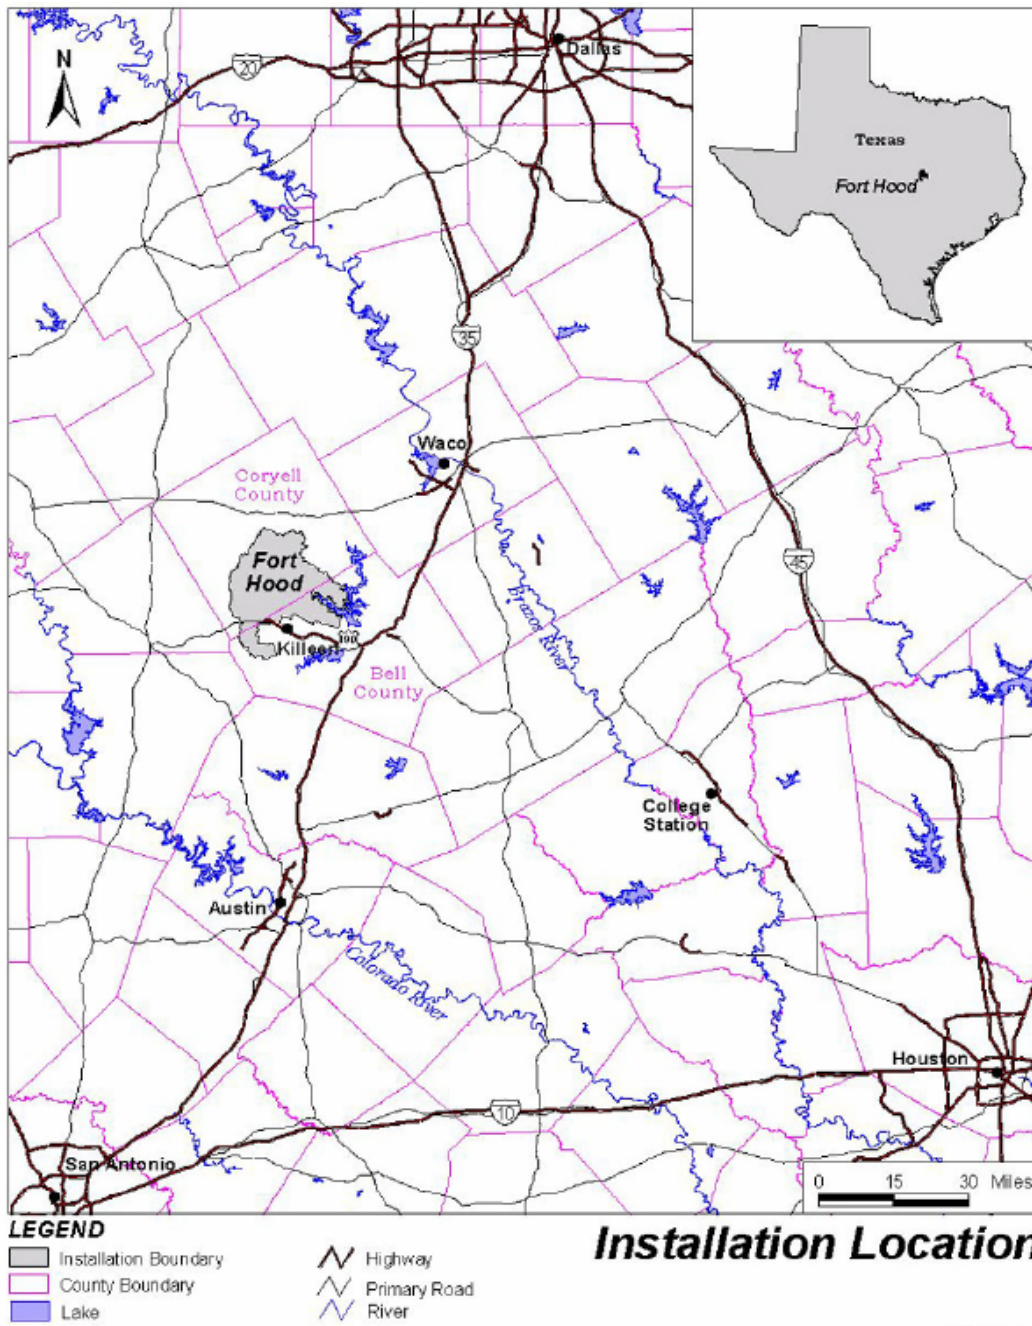 N
20
Dallas
Texas
Fort Hood
35
Waco
Coryell
County
Fort
Hood
45
Brazos River
190
Killeen
Bell
County
College
Station
Austin
Colorado River
Houston
10
San Antonio
0 15 30 Miles
LEGEND
Installation Location
Installation Boundary
Highway
County Boundary
Primary Road
Lake
River